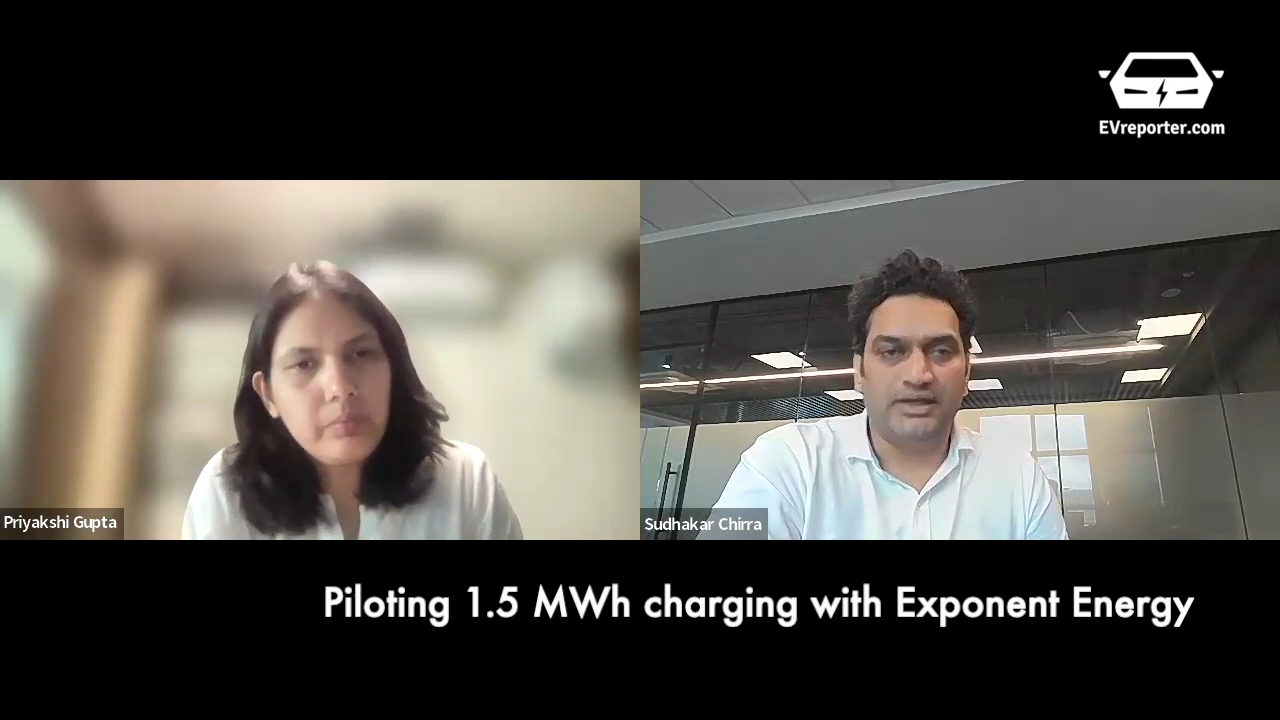 EVreporter.com
Priyakshi Gupta
Sudhakar Chirra
Piloting 1.5 MWh charging with Exponent Energy